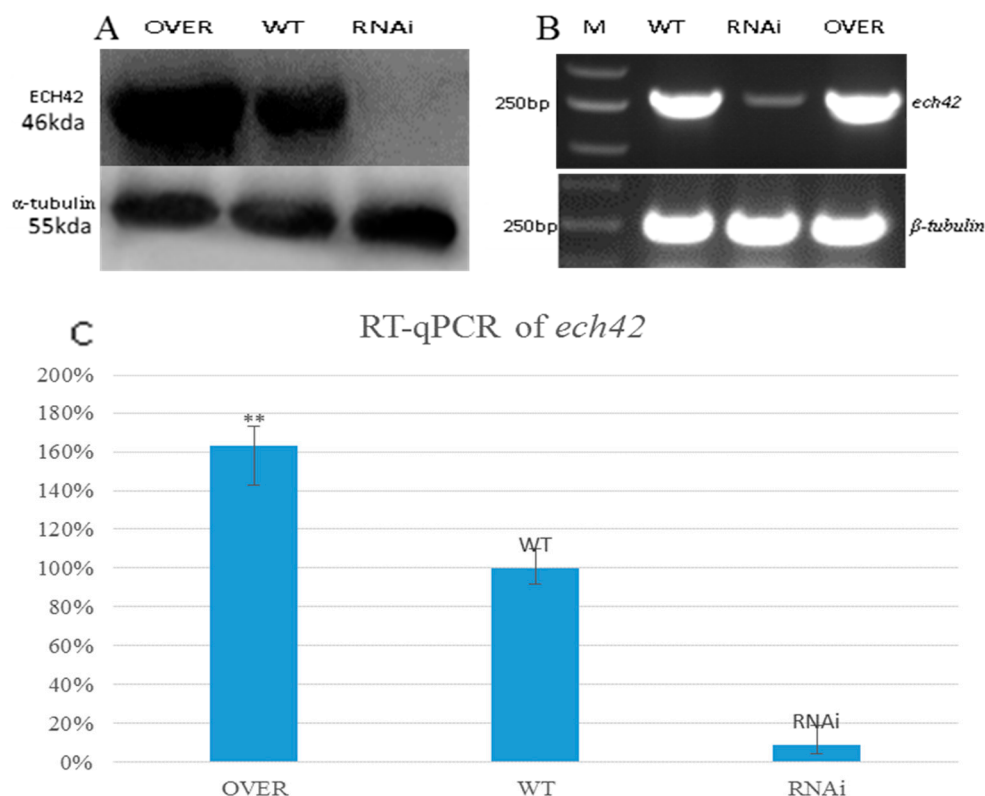 A
OVER WT RNAi
ECH42
46kda
α-tubulin
55kda
B
M WT RNAi OVER
250bp
ech42
250bp
β-tubulin
C
RT-qPCR of ech42
200%
180%
160%
140%
120%
100%
80%
60%
40%
20%
0%
**
WT
RNAi
OVER WT RNAi